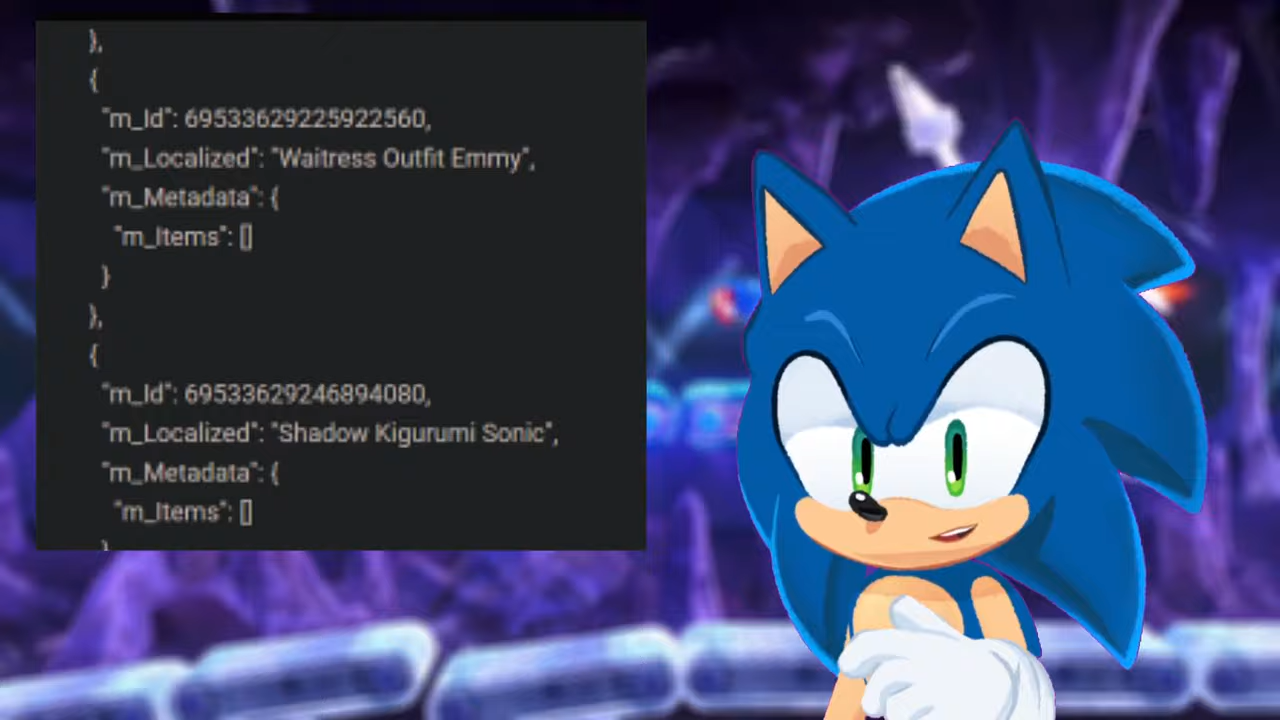 },
{
"m_Id": 69533629225922560,
"m_Localized": "Waitress Outfit Emmy",
"m_Metadata": {
"m_Items": []
}
},
{
"m_Id": 69533629246894080,
"m_Localized": "Shadow Kigurumi Sonic",
"m_Metadata": {
"m_Items": []
}